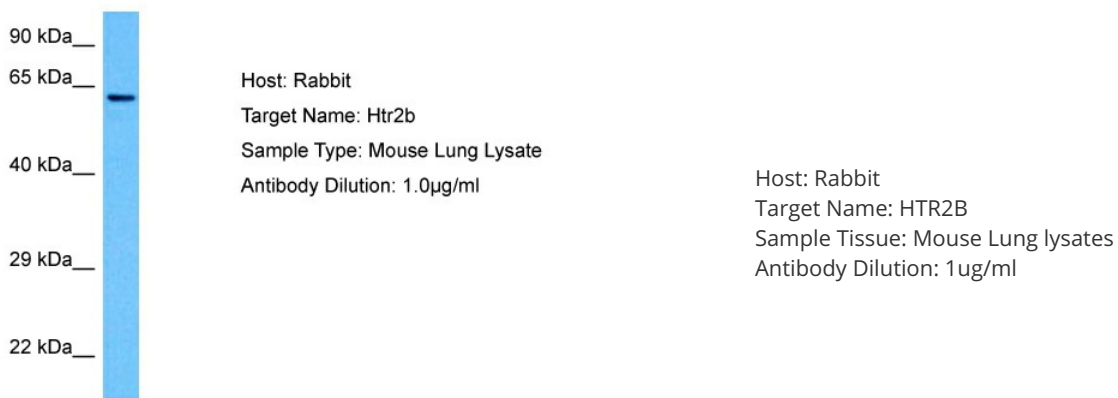 90 kDa__
65 kDa__
40 kDa__
29 kDa__
22 kDa__
Host: Rabbit
Target Name: Htr2b
Sample Type: Mouse Lung Lysate
Antibody Dilution: 1.0µg/ml
Host: Rabbit
Target Name: HTR2B
Sample Tissue: Mouse Lung lysates
Antibody Dilution: 1ug/ml